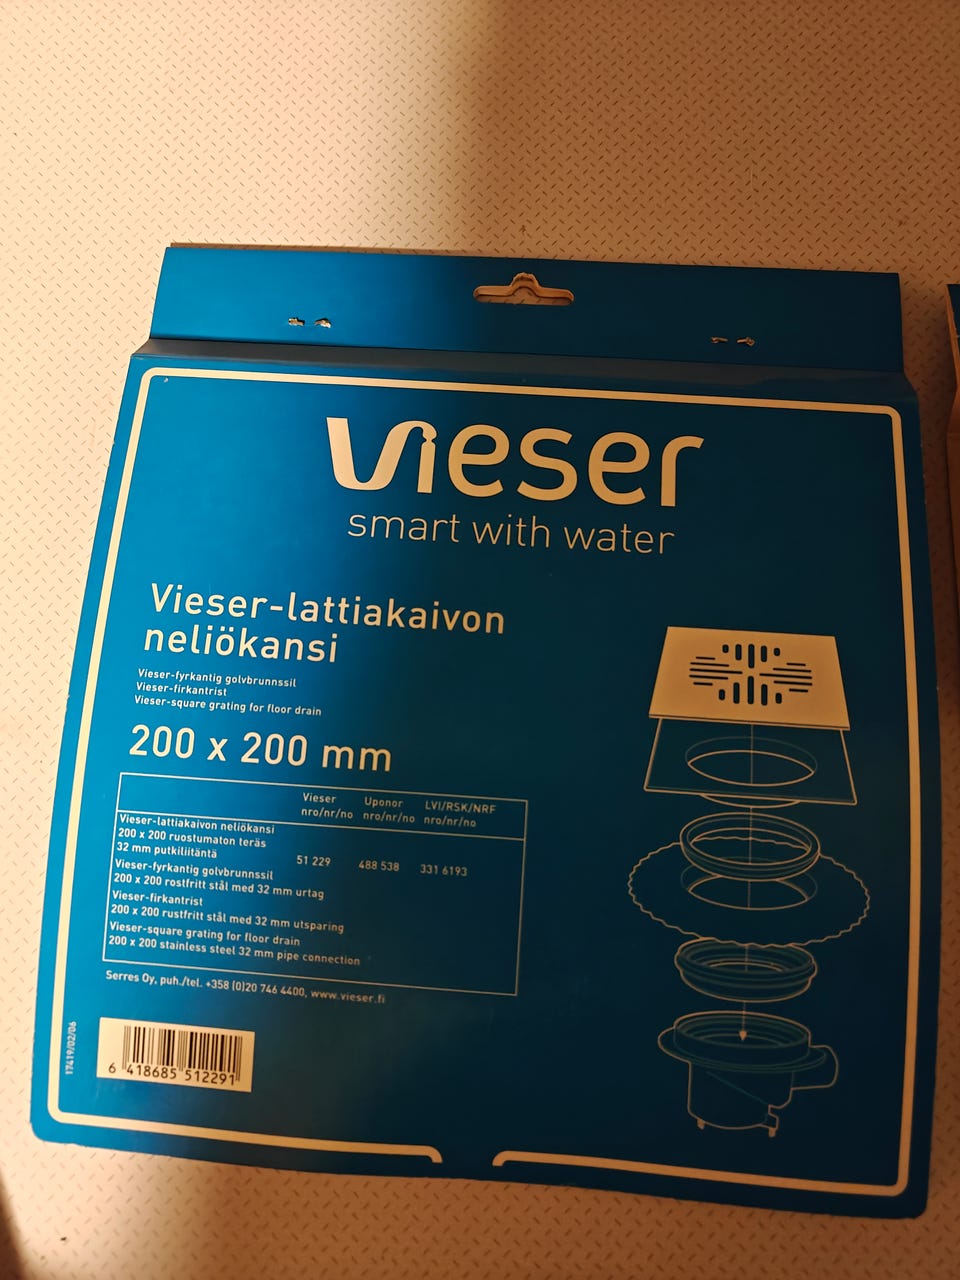 vieser
smart with water
Vieser-lattiakaivon
neliökansi
Vieser-fyrkantig golvbrunnssil
Vieser-firkantrist
Vieser-square grating for floor drain
200 x 200 mm
Vieser Uponor LVI/RSK/NRF
nro/nr/no nro/nr/no nro/nr/no
Vieser-lattiakaivon neliökansi
200 x 200 ruostumaton teräs
32 mm putkiliitäntä 51 229 488 538 331 6193
Vieser-fyrkantig golvbrunnssil
200 x 200 rostfritt stål med 32 mm urtag
Vieser-firkantrist
200 x 200 rustfritt stål med 32 mm utsparing
Vieser-square grating for floor drain
200 x 200 stainless steel 32 mm pipe connection
Serres Oy, puh./tel. +358 (0)20 746 4400, www.vieser.fi
17419/02/06
6 418685 512291